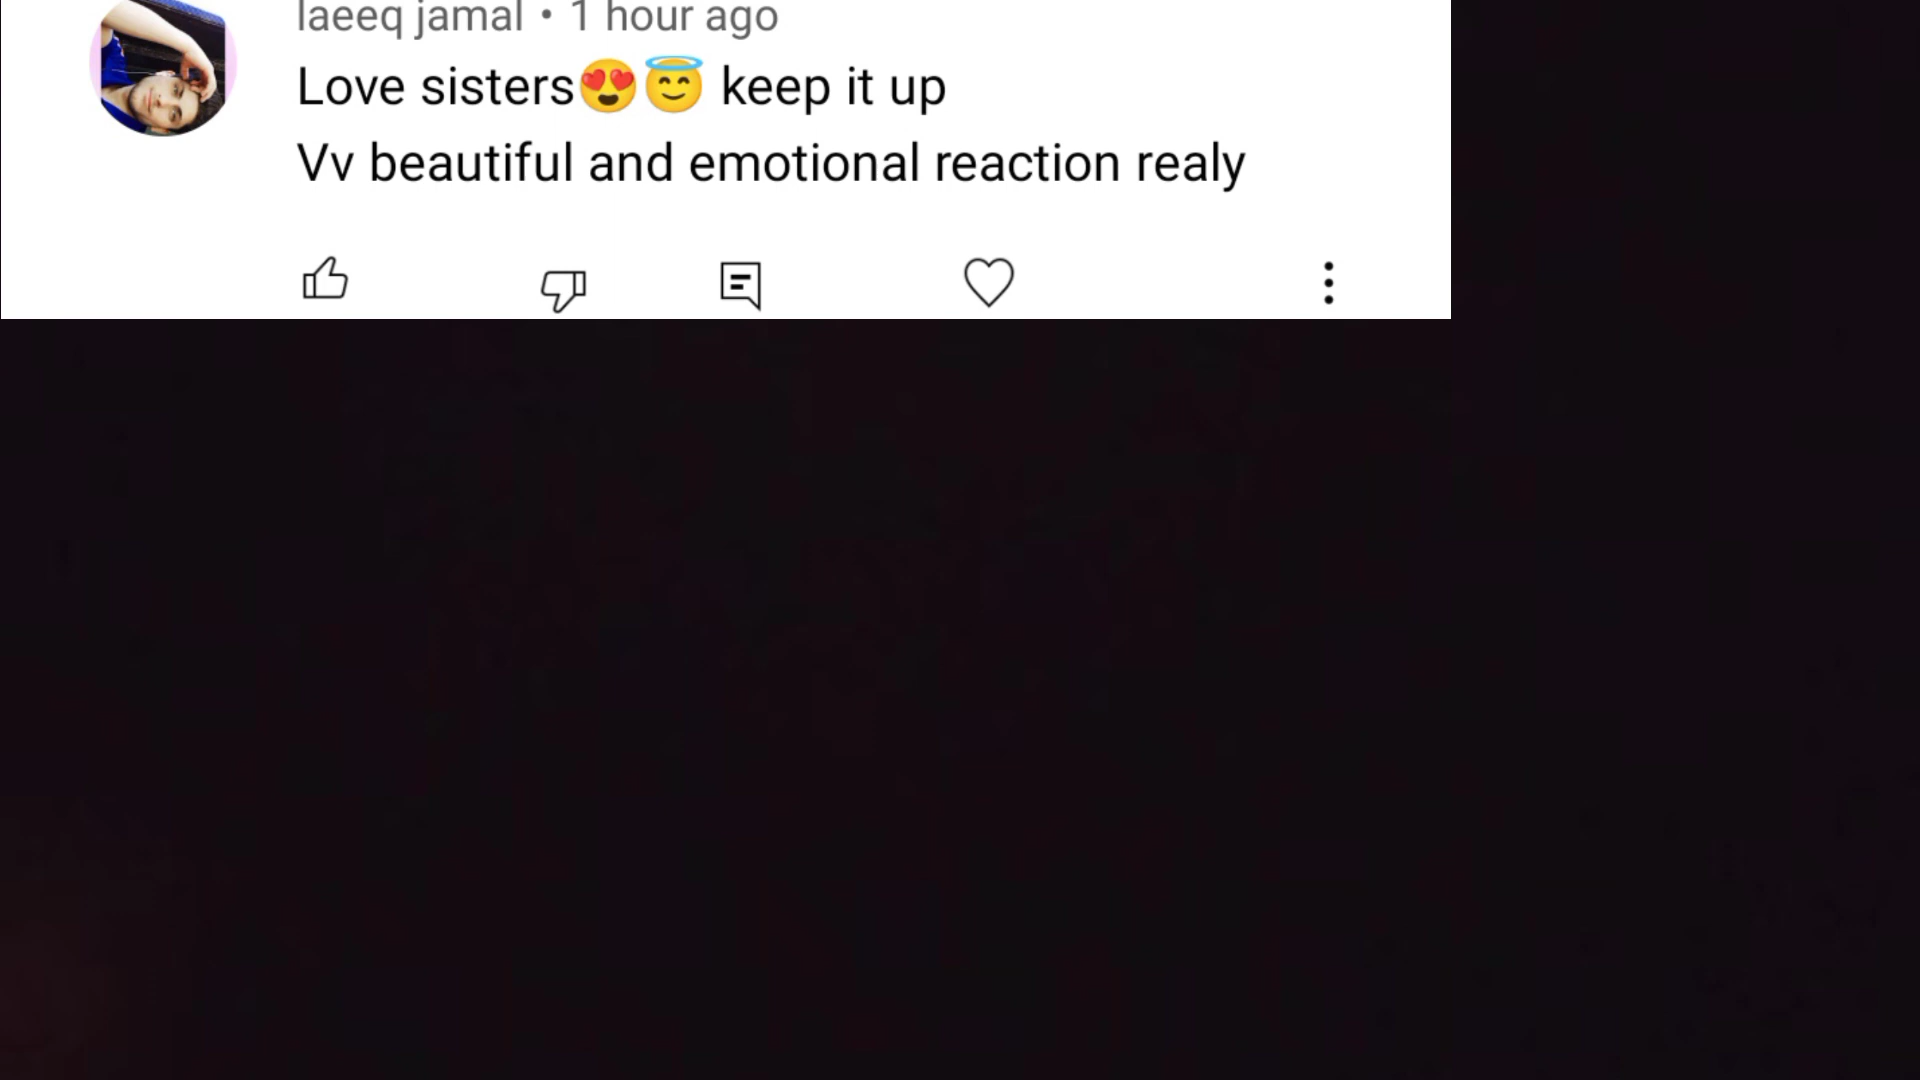 laeeq jamal • 1 hour ago
Love sisters😍😇 keep it up
Vv beautiful and emotional reaction realy